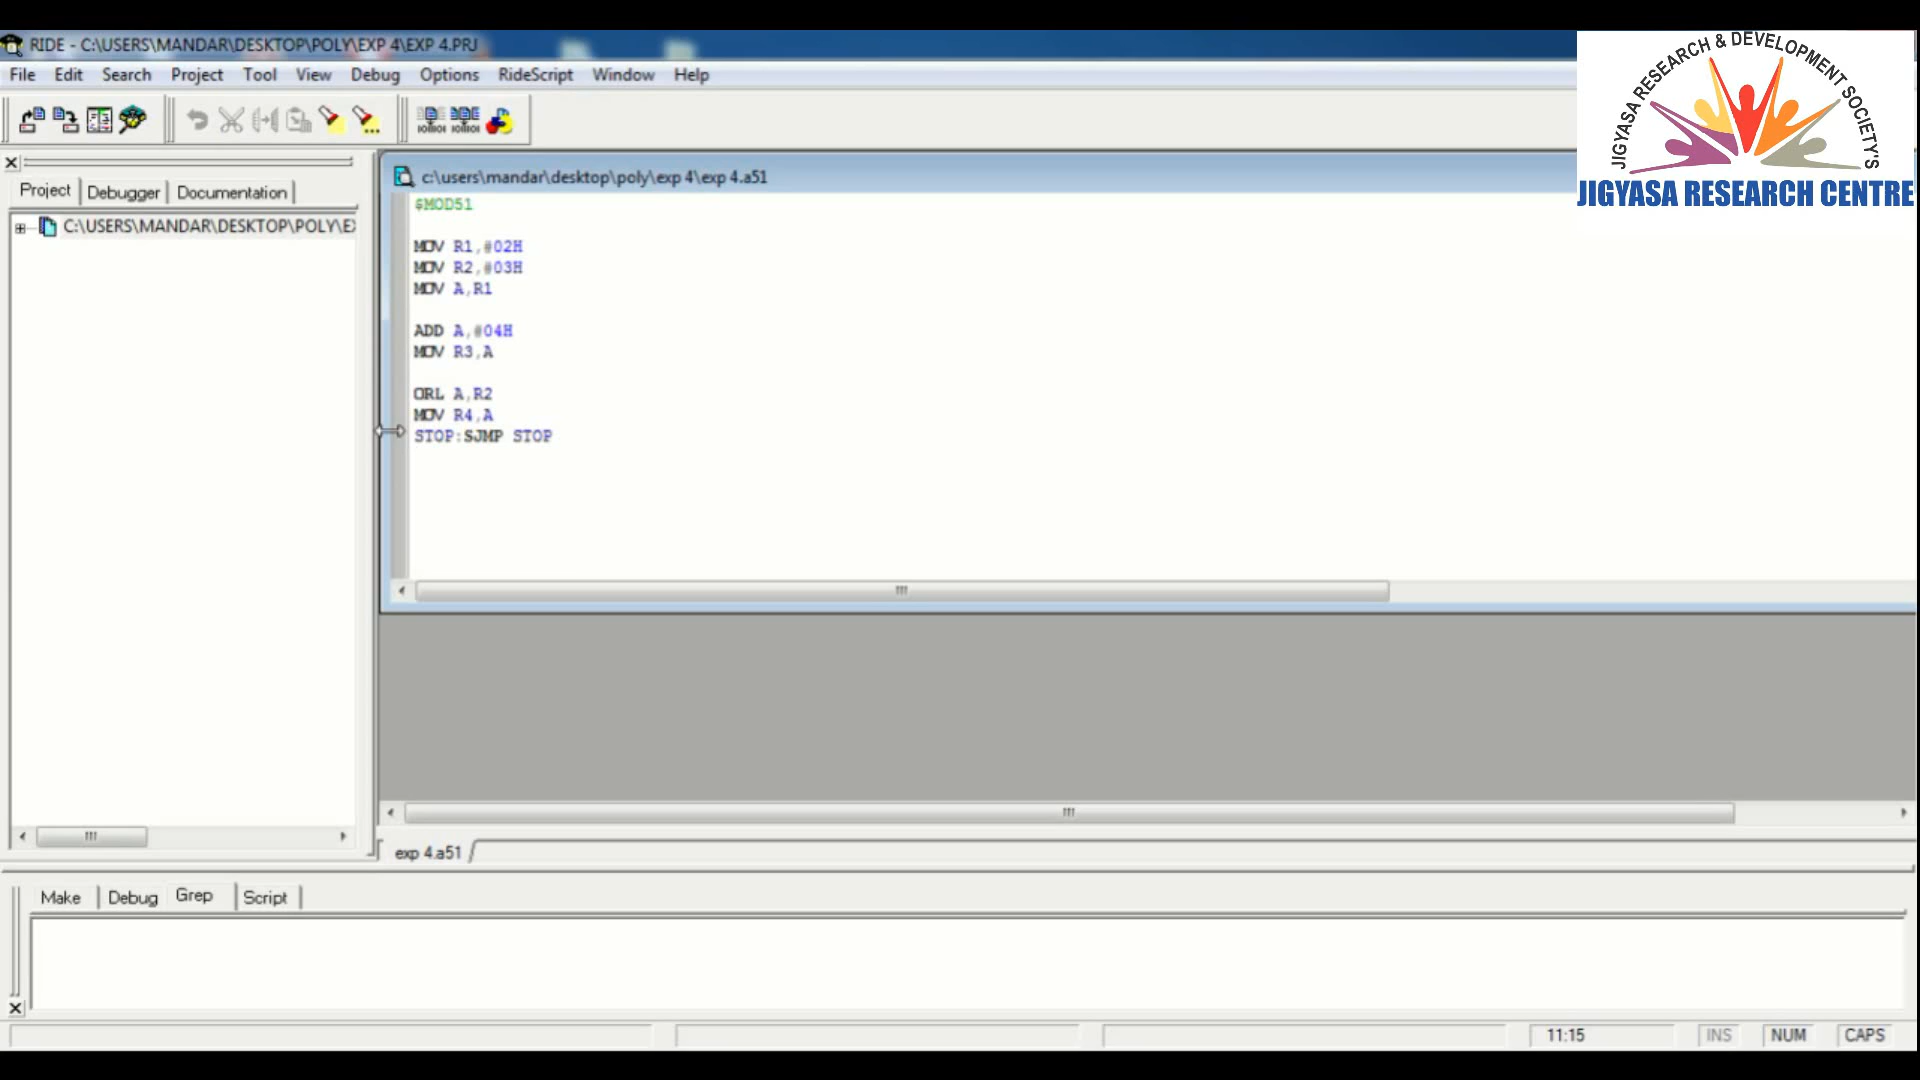 RIDE - C:\USERS\MANDAR\DESKTOP\POLY\EXP 4\EXP 4.PRJ
File Edit Search Project Tool View Debug Options RideScript Window Help
JIGYASA RESEARCH & DEVELOPMENT SOCIETY'S
JIGYASA RESEARCH CENTRE
Project Debugger Documentation
C:\USERS\MANDAR\DESKTOP\POLY\EX
c:\users\mandar\desktop\poly\exp 4\exp 4.a51
$MOD51
MOV R1,#02H
MOV R2,#03H
MOV A,R1
ADD A,#04H
MOV R3,A
ORL A,R2
MOV R4,A
STOP:SJMP STOP
exp 4.a51
Make Debug Grep Script
11:15 INS NUM CAPS